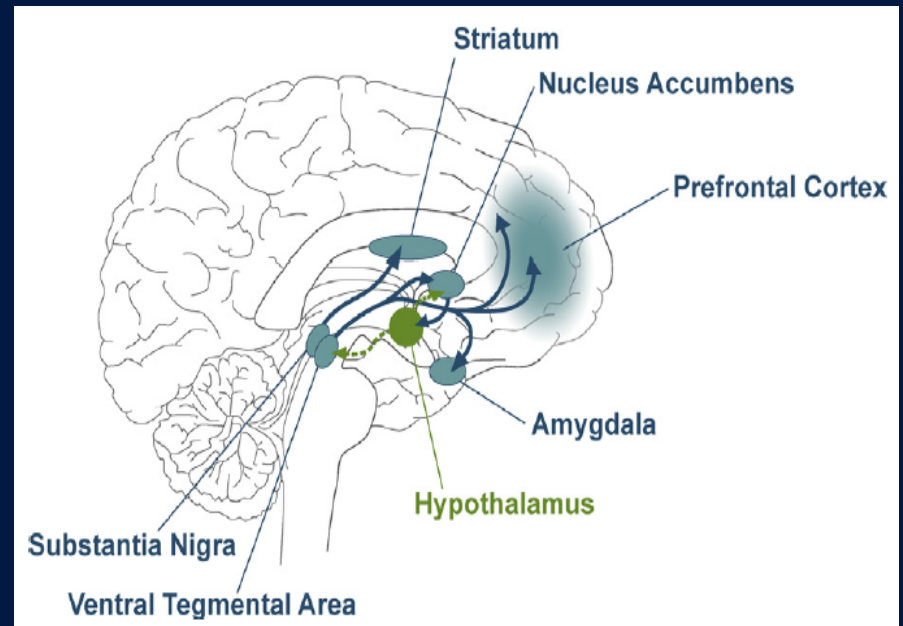 Striatum
Nucleus Accumbens
Prefrontal Cortex
Amygdala
Hypothalamus
Substantia Nigra
Ventral Tegmental Area